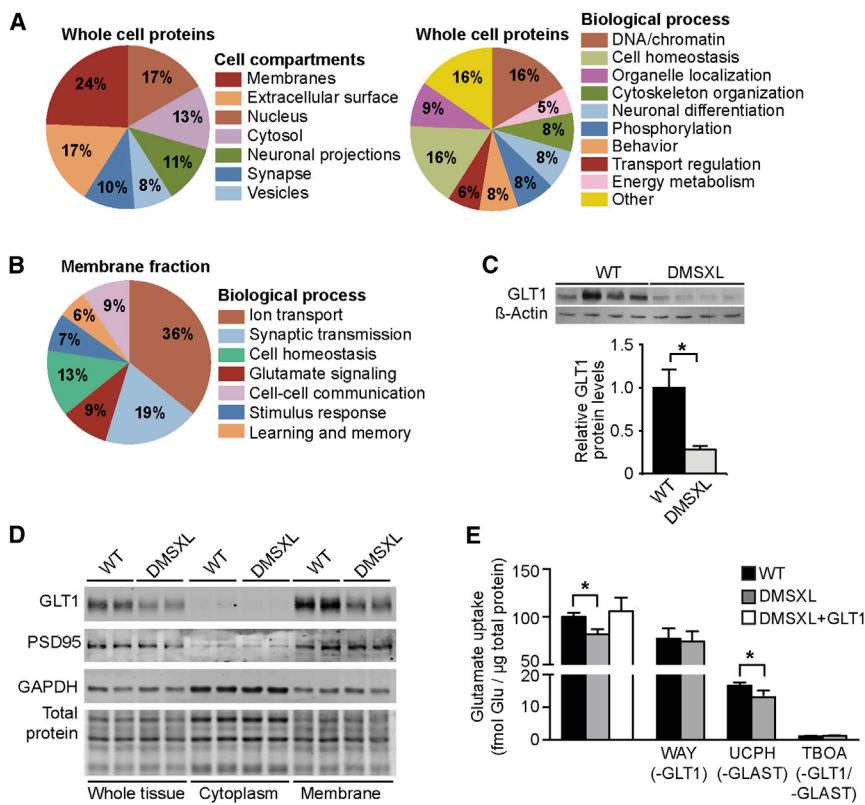 A
Whole cell proteins
24%
17%
13%
11%
8%
10%
17%
Cell compartments
Membranes
Extracellular surface
Nucleus
Cytosol
Neuronal projections
Synapse
Vesicles
Whole cell proteins
16%
16%
5%
8%
8%
8%
8%
6%
16%
9%
Biological process
DNA/chromatin
Cell homeostasis
Organelle localization
Cytoskeleton organization
Neuronal differentiation
Phosphorylation
Behavior
Transport regulation
Energy metabolism
Other
B
Membrane fraction
9%
36%
19%
9%
13%
7%
6%
Biological process
Ion transport
Synaptic transmission
Cell homeostasis
Glutamate signaling
Cell-cell communication
Stimulus response
Learning and memory
C
WT DMSXL
GLT1
ß-Actin
Relative GLT1
protein levels
1.5
1.0
0.5
0
*
WT
DMSXL
D
WT DMSXL WT DMSXL WT DMSXL
GLT1
PSD95
GAPDH
Total
protein
Whole tissue Cytoplasm Membrane
E
Glutamate uptake
(fmol Glu / µg total protein)
150
100
50
20
10
0
*
*
WT
DMSXL
DMSXL+GLT1
WAY
(-GLT1)
UCPH
(-GLAST)
TBOA
(-GLT1/
-GLAST)